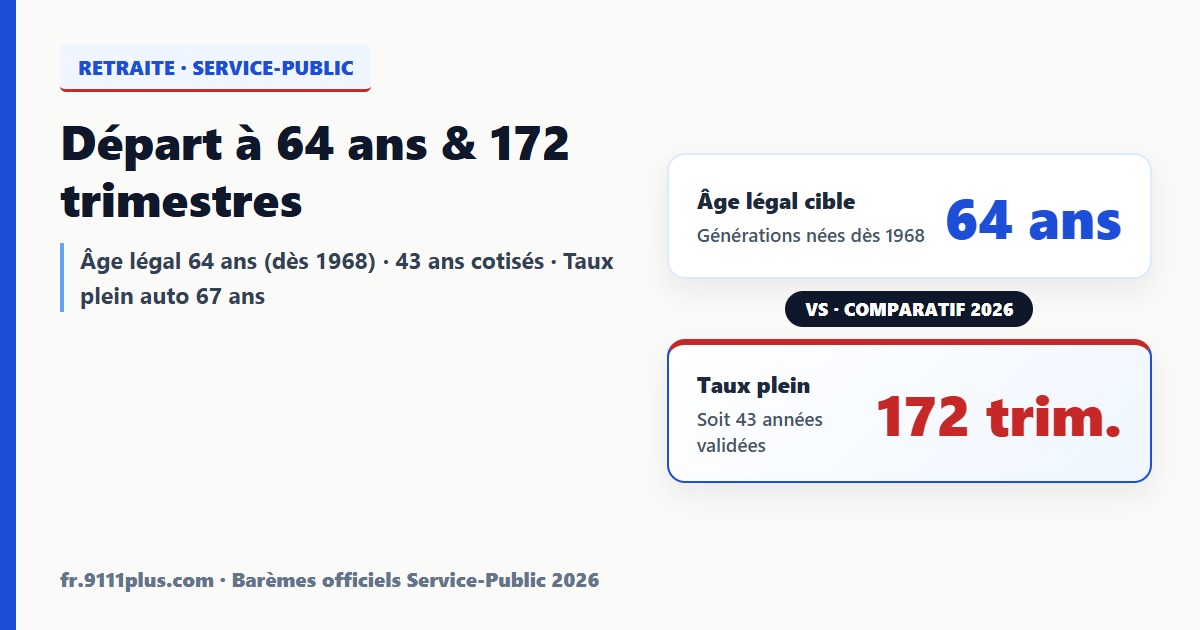 RETRAITE · SERVICE-PUBLIC
Départ à 64 ans & 172
trimestres
Âge légal 64 ans (dès 1968) · 43 ans cotisés · Taux
plein auto 67 ans
Âge légal cible
Générations nées dès 1968
64 ans
VS · COMPARATIF 2026
Taux plein
Soit 43 années
validées
172 trim.
fr.9111plus.com · Barèmes officiels Service-Public 2026